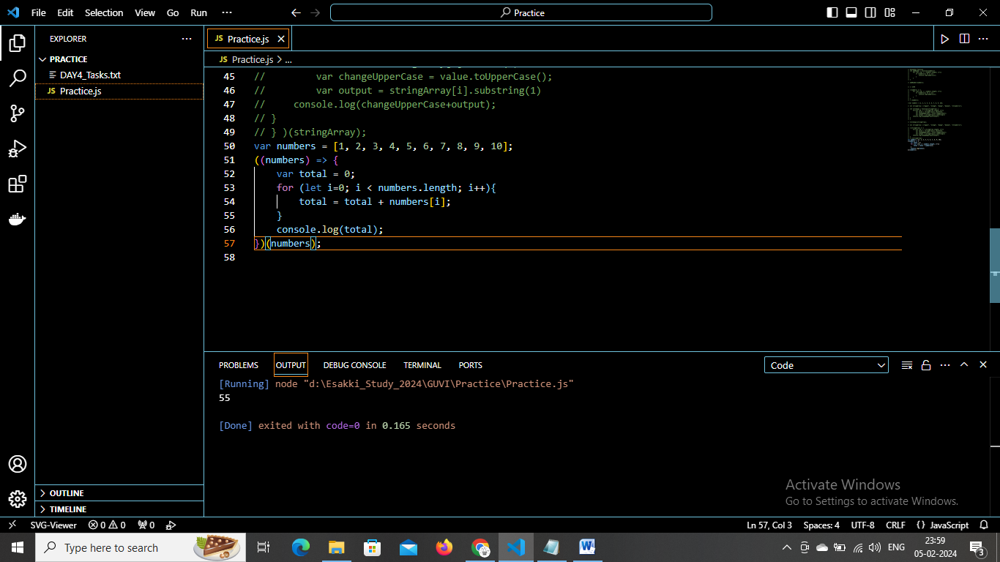 File Edit Selection View Go Run ···
Practice
EXPLORER ···
PRACTICE
DAY4_Tasks.txt
JS Practice.js
OUTLINE
TIMELINE
JS Practice.js
JS Practice.js > ...
45 //         var changeUpperCase = value.toUpperCase();
46 //         var output = stringArray[i].substring(1)
47 //     console.log(changeUpperCase+output);
48 // }
49 // } )(stringArray);
50 var numbers = [1, 2, 3, 4, 5, 6, 7, 8, 9, 10];
51 ((numbers) => {
52     var total = 0;
53     for (let i=0; i < numbers.length; i++){
54         total = total + numbers[i];
55     }
56     console.log(total);
57 })(numbers);
58
PROBLEMS OUTPUT DEBUG CONSOLE TERMINAL PORTS Code
[Running] node "d:\Esakki_Study_2024\GUVI\Practice\Practice.js"
55
[Done] exited with code=0 in 0.165 seconds
Activate Windows
Go to Settings to activate Windows.
SVG-Viewer 0 0 0 Ln 57, Col 3 Spaces: 4 UTF-8 CRLF {} JavaScript
Type here to search
ENG
23:59
05-02-2024
3